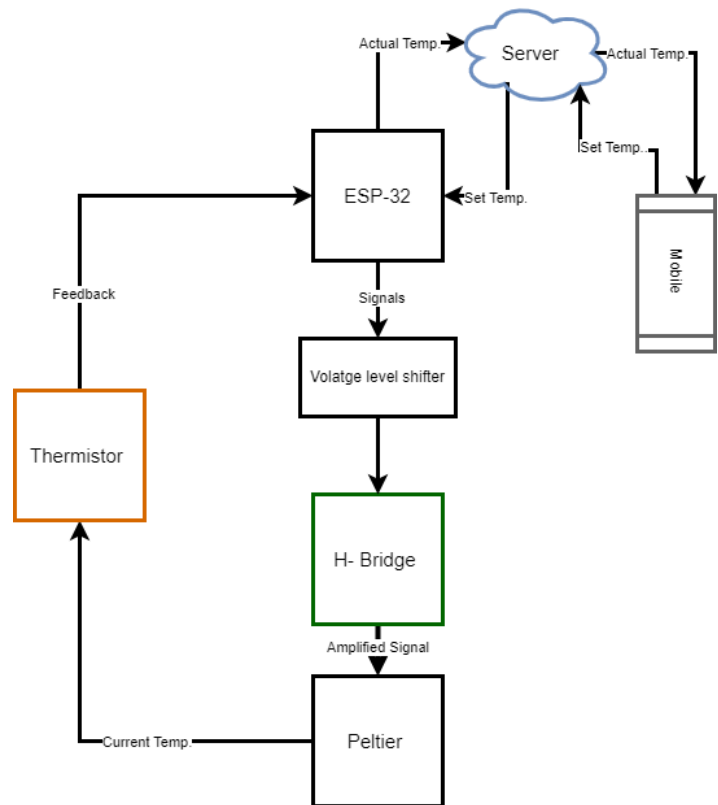 Actual Temp.
Server
Actual Temp.
Set Temp..
ESP-32
Set Temp.
Mobile
Feedback
Signals
Volatge level shifter
Thermistor
H- Bridge
Amplified Signal
Current Temp.
Peltier